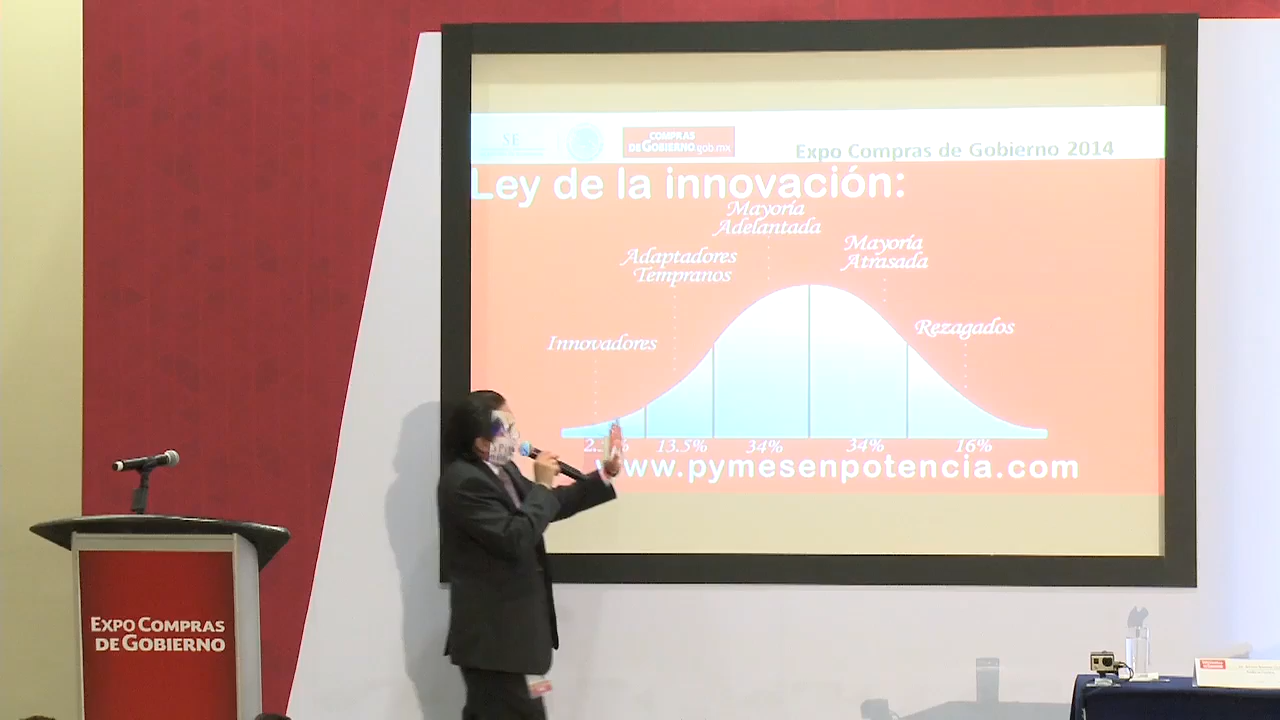 SE
COMPRAS
DE GOBIERNO.gob.mx
Expo Compras de Gobierno 2014
Ley de la innovación:
Mayoría
Adelantada
Adaptadores
Tempranos
Mayoría
Atrasada
Innovadores
Rezagados
13.5%
34%
34%
16%
www.pymesenpotencia.com
EXPO COMPRAS
DE GOBIERNO